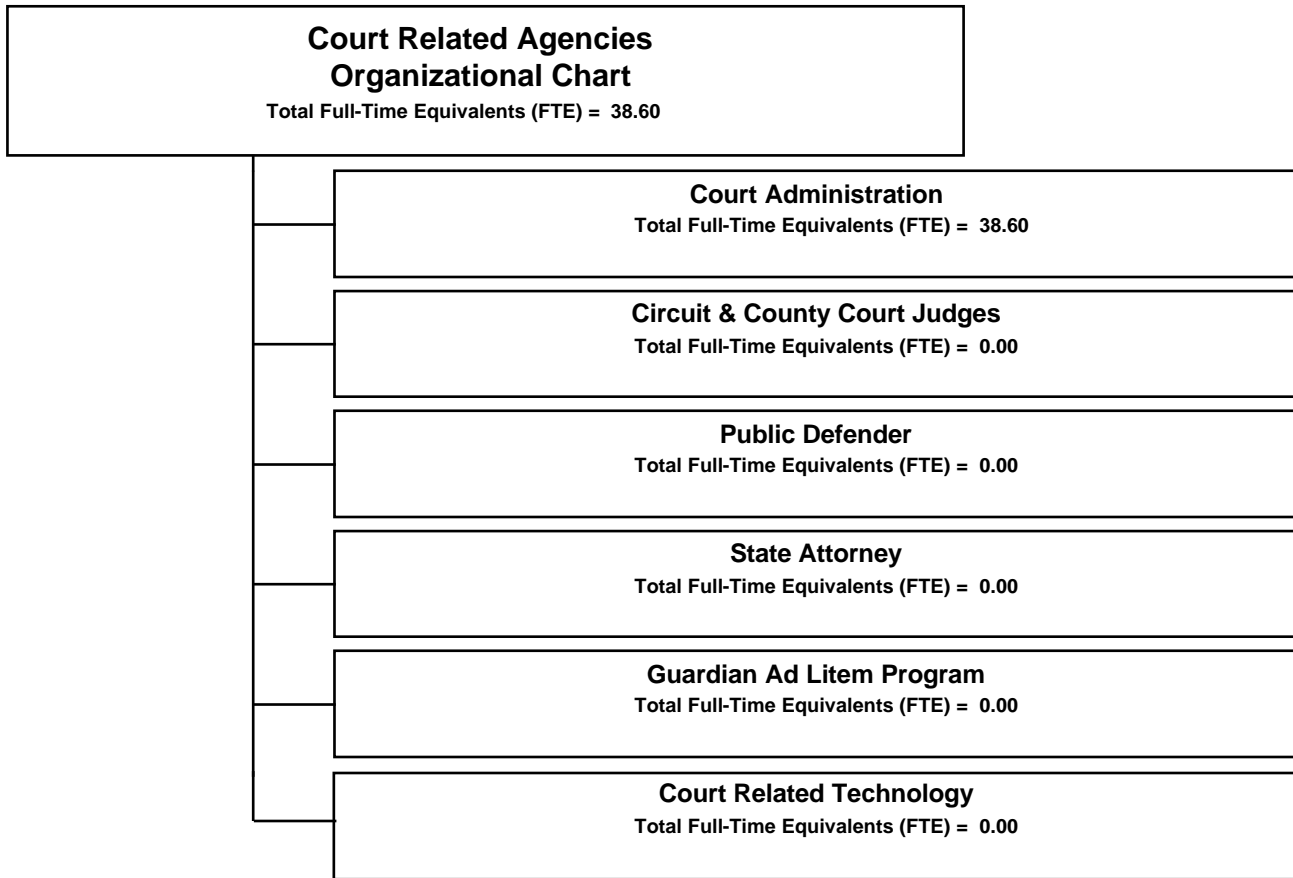 Court Related Agencies
Organizational Chart
Total Full-Time Equivalents (FTE) = 38.60
Court Administration
Total Full-Time Equivalents (FTE) = 38.60
Circuit & County Court Judges
Total Full-Time Equivalents (FTE) = 0.00
Public Defender
Total Full-Time Equivalents (FTE) = 0.00
State Attorney
Total Full-Time Equivalents (FTE) = 0.00
Guardian Ad Litem Program
Total Full-Time Equivalents (FTE) = 0.00
Court Related Technology
Total Full-Time Equivalents (FTE) = 0.00